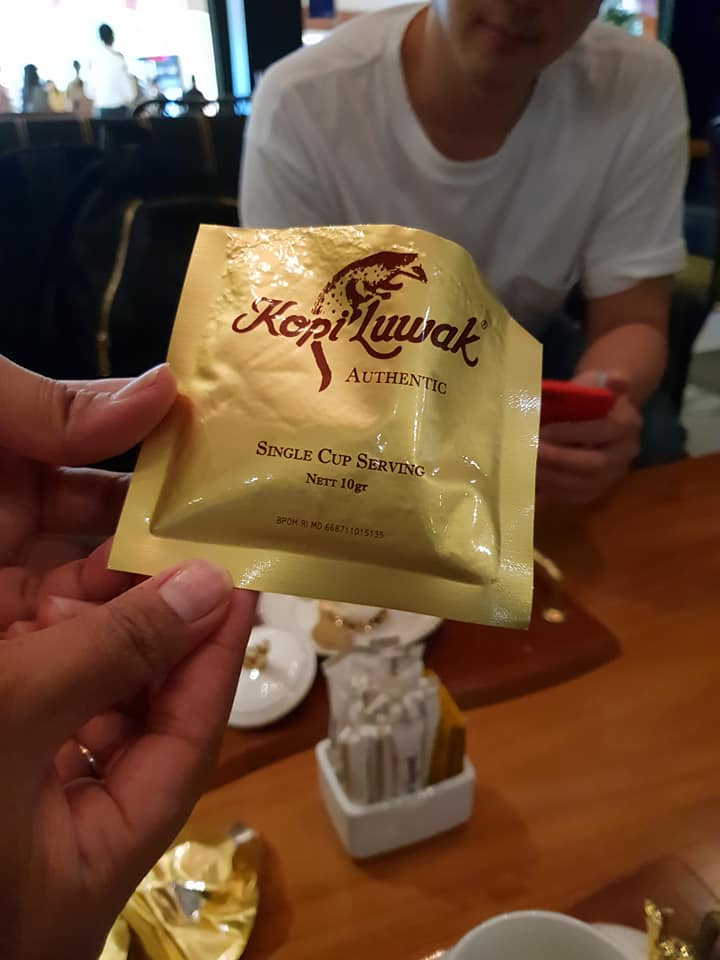 Kopi Luwak®
AUTHENTIC
SINGLE CUP SERVING
NETT 10gr
BPOM RI MD 668711015135